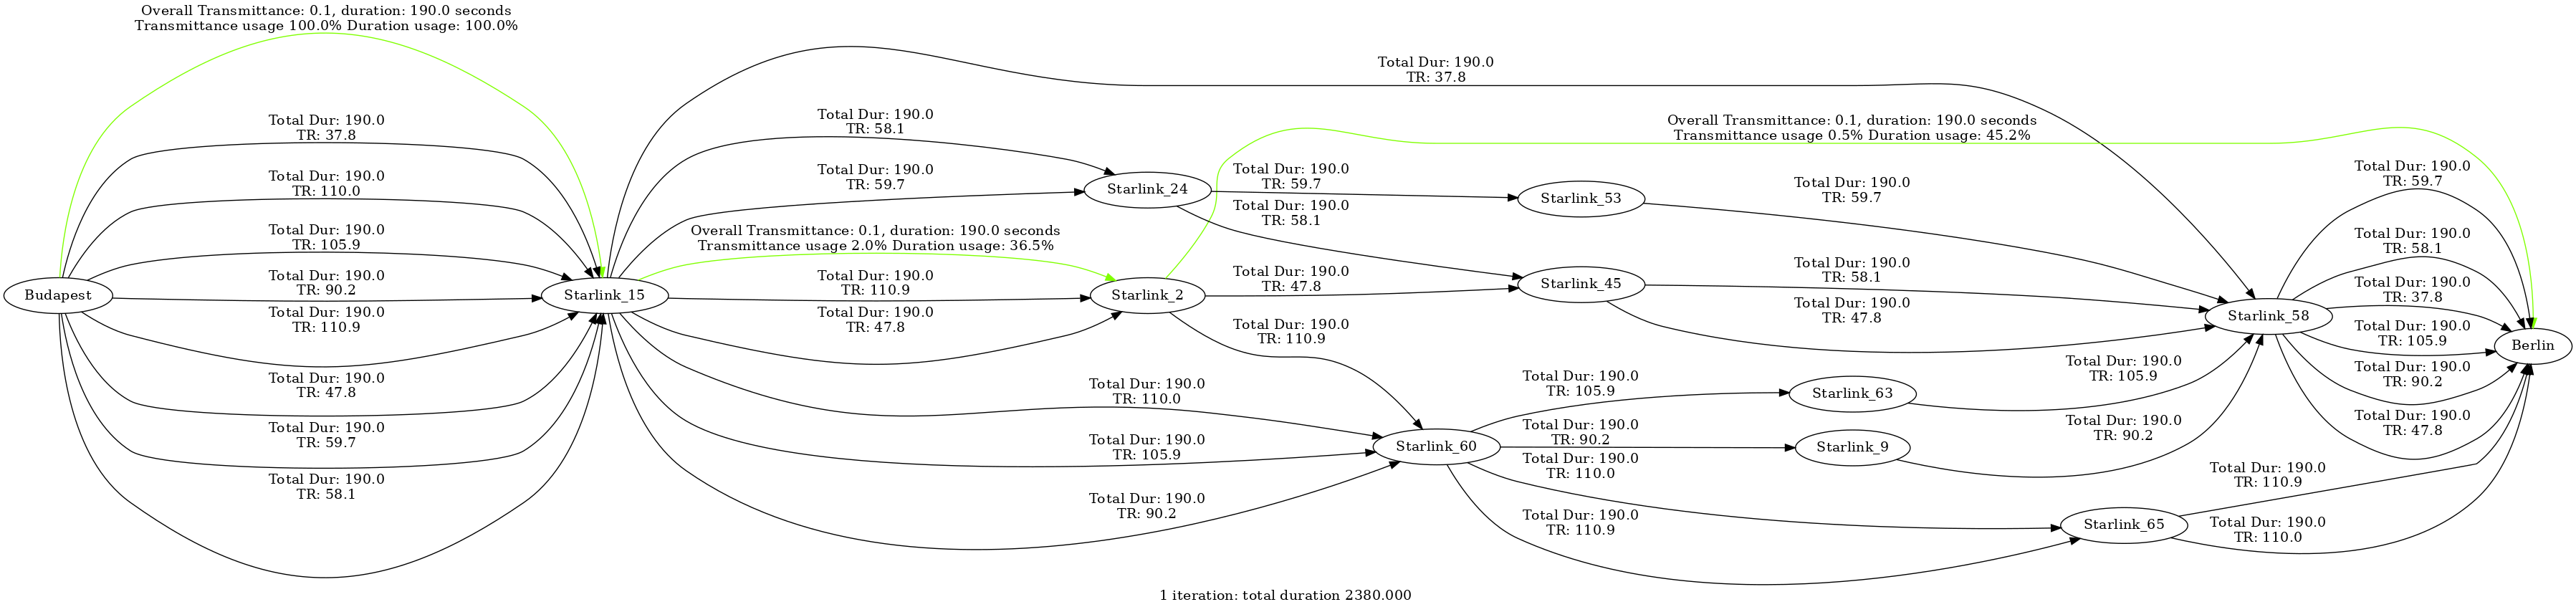 Overall Transmittance: 0.1, duration: 190.0 seconds
Transmittance usage 100.0% Duration usage: 100.0%
Total Dur: 190.0
TR: 37.8
Total Dur: 190.0
TR: 110.0
Total Dur: 190.0
TR: 105.9
Total Dur: 190.0
TR: 90.2
Total Dur: 190.0
TR: 110.9
Total Dur: 190.0
TR: 47.8
Total Dur: 190.0
TR: 59.7
Total Dur: 190.0
TR: 58.1
Budapest
Starlink_15
Total Dur: 190.0
TR: 37.8
Total Dur: 190.0
TR: 58.1
Total Dur: 190.0
TR: 59.7
Overall Transmittance: 0.1, duration: 190.0 seconds
Transmittance usage 2.0% Duration usage: 36.5%
Total Dur: 190.0
TR: 110.9
Total Dur: 190.0
TR: 47.8
Total Dur: 190.0
TR: 110.0
Total Dur: 190.0
TR: 105.9
Total Dur: 190.0
TR: 90.2
Starlink_24
Starlink_2
Overall Transmittance: 0.1, duration: 190.0 seconds
Transmittance usage 0.5% Duration usage: 45.2%
Total Dur: 190.0
TR: 59.7
Total Dur: 190.0
TR: 58.1
Total Dur: 190.0
TR: 47.8
Total Dur: 190.0
TR: 110.9
Starlink_60
Starlink_53
Starlink_45
Total Dur: 190.0
TR: 105.9
Total Dur: 190.0
TR: 90.2
Total Dur: 190.0
TR: 110.0
Total Dur: 190.0
TR: 110.9
Total Dur: 190.0
TR: 59.7
Total Dur: 190.0
TR: 58.1
Total Dur: 190.0
TR: 47.8
Starlink_63
Starlink_9
Total Dur: 190.0
TR: 105.9
Total Dur: 190.0
TR: 90.2
Starlink_65
Starlink_58
Total Dur: 190.0
TR: 59.7
Total Dur: 190.0
TR: 58.1
Total Dur: 190.0
TR: 37.8
Total Dur: 190.0
TR: 105.9
Total Dur: 190.0
TR: 90.2
Total Dur: 190.0
TR: 47.8
Total Dur: 190.0
TR: 110.9
Total Dur: 190.0
TR: 110.0
Berlin
1 iteration: total duration 2380.000